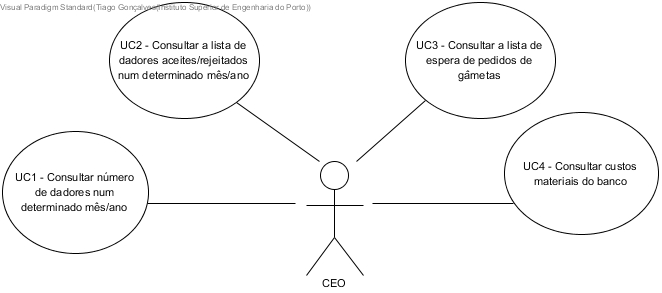 Visual Paradigm Standard(Tiago Gonçalves(Instituto Superior de Engenharia do Porto))
UC2 - Consultar a lista de
dadores aceites/rejeitados
num determinado mês/ano
UC3 - Consultar a lista de
espera de pedidos de
gâmetas
UC1 - Consultar número
de dadores num
determinado mês/ano
UC4 - Consultar custos
materiais do banco
CEO